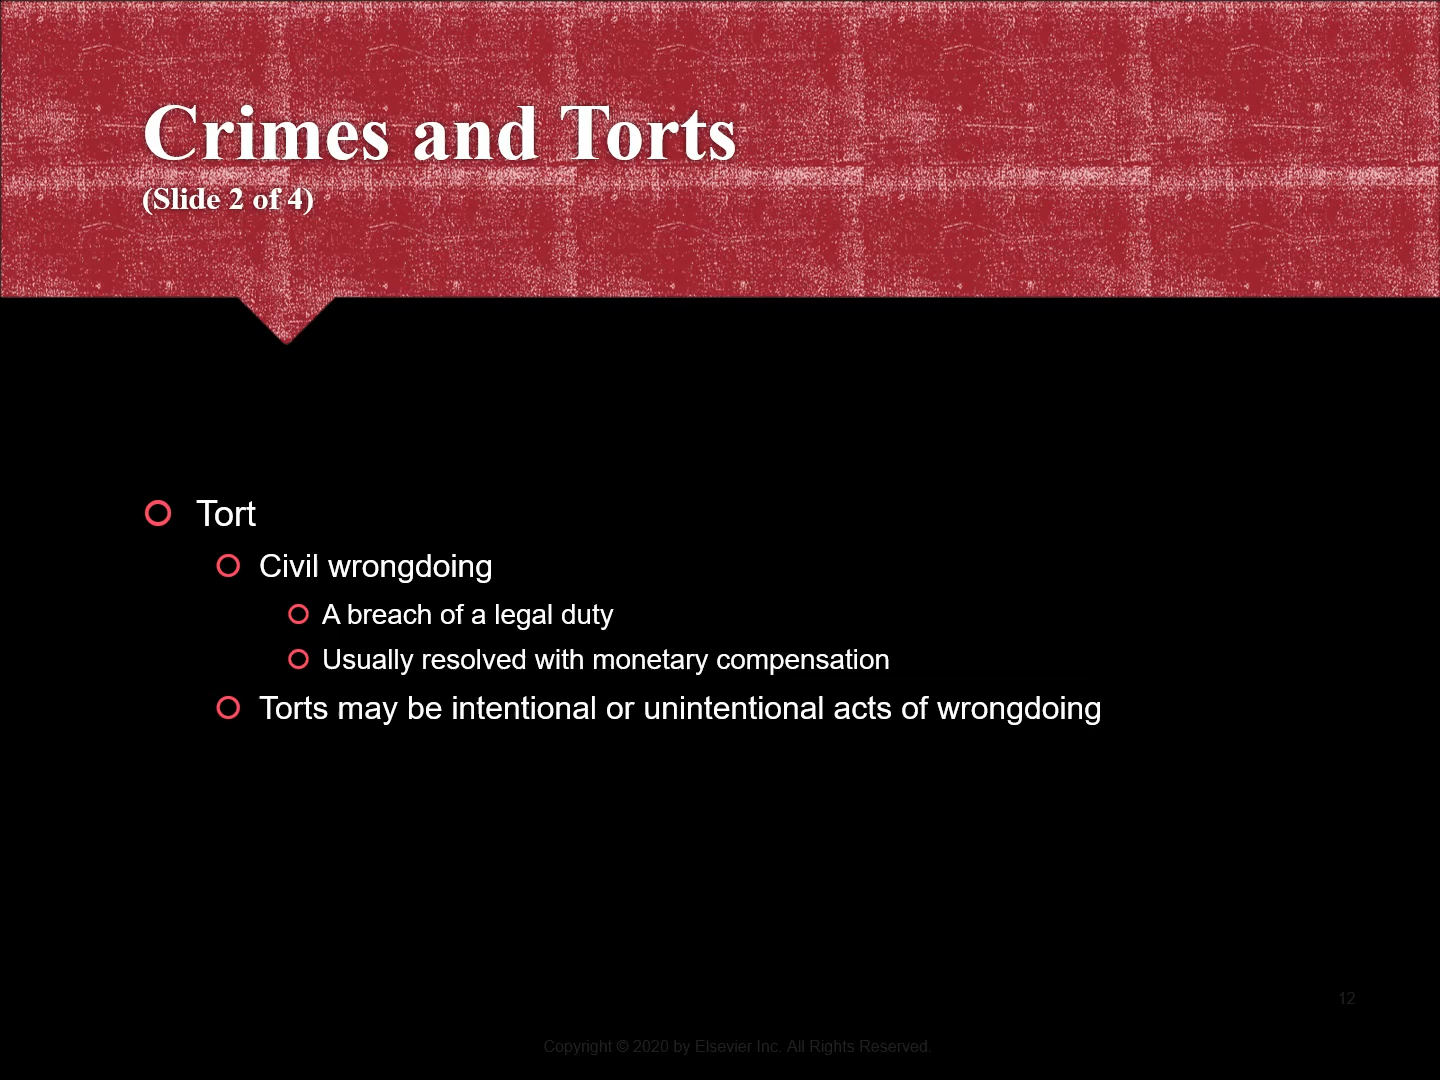 Crimes and Torts
(Slide 2 of 4)
Tort
Civil wrongdoing
A breach of a legal duty
Usually resolved with monetary compensation
Torts may be intentional or unintentional acts of wrongdoing
12
Copyright © 2020 by Elsevier Inc. All Rights Reserved.